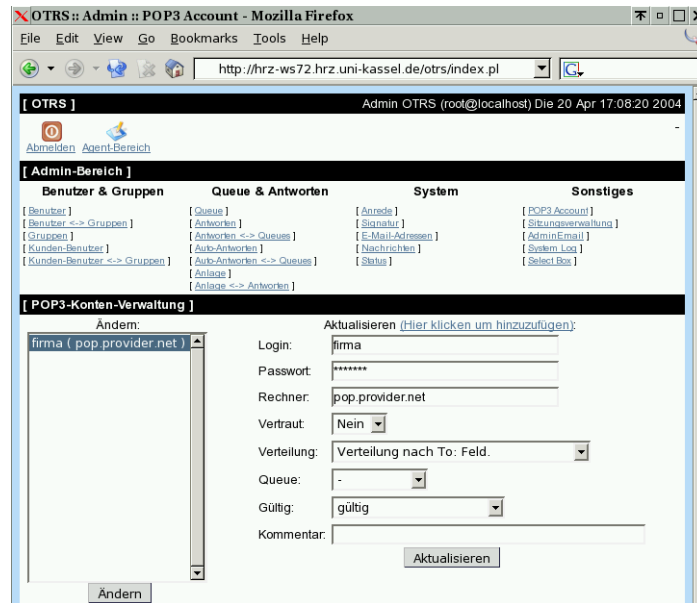 OTRS :: Admin :: POP3 Account - Mozilla Firefox
File Edit View Go Bookmarks Tools Help
http://hrz-ws72.hrz.uni-kassel.de/otrs/index.pl
[ OTRS ] Admin OTRS (root@localhost) Die 20 Apr 17:08:20 2004
Abmelden Agent-Bereich -
[ Admin-Bereich ]
Benutzer & Gruppen Queue & Antworten System Sonstiges
[ Benutzer ] [ Queue ] [ Anrede ] [ POP3 Account ]
[ Benutzer <-> Gruppen ] [ Antworten ] [ Signatur ] [ Sitzungsverwaltung ]
[ Gruppen ] [ Antworten <-> Queues ] [ E-Mail-Adressen ] [ AdminEmail ]
[ Kunden-Benutzer ] [ Auto-Antworten ] [ Nachrichten ] [ System Log ]
[ Kunden-Benutzer <-> Gruppen ] [ Auto-Antworten <-> Queues ] [ Status ] [ Select Box ]
[ Anlage ]
[ Anlage <-> Antworten ]
[ POP3-Konten-Verwaltung ]
Ändern: Aktualisieren (Hier klicken um hinzuzufügen):
firma ( pop.provider.net ) Login: firma
Passwort: *******
Rechner: pop.provider.net
Vertraut: Nein
Verteilung: Verteilung nach To: Feld.
Queue: -
Gültig: gültig
Kommentar:
Aktualisieren
Ändern